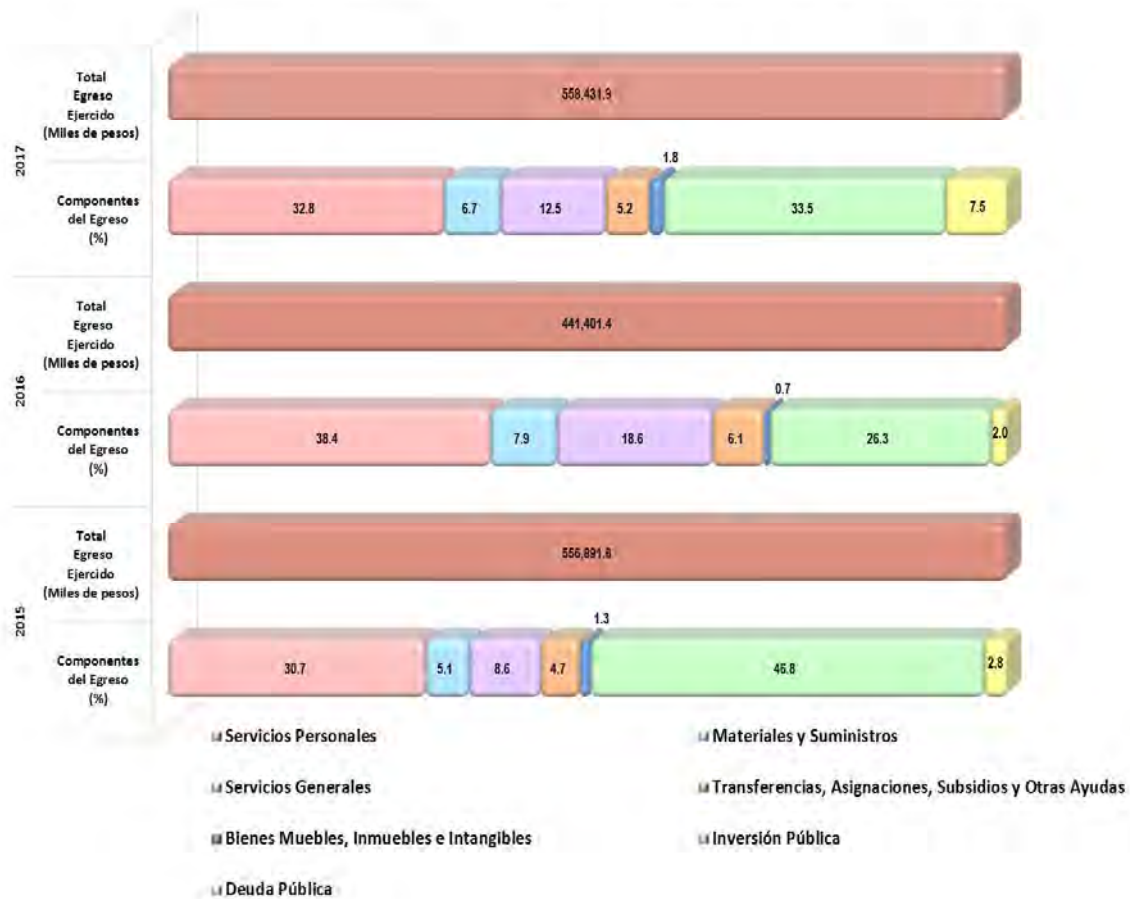 2017
Total
Egreso
Ejercido
(Miles de pesos)
558,431.9
Componentes
del Egreso
(%)
32.8
6.7
12.5
5.2
1.8
33.5
7.5
2016
Total
Egreso
Ejercido
(Miles de pesos)
441,401.4
Componentes
del Egreso
(%)
38.4
7.9
18.6
6.1
0.7
26.3
2.0
2015
Total
Egreso
Ejercido
(Miles de pesos)
556,891.8
Componentes
del Egreso
(%)
30.7
5.1
8.6
4.7
1.3
46.8
2.8
Servicios Personales
Materiales y Suministros
Servicios Generales
Transferencias, Asignaciones, Subsidios y Otras Ayudas
Bienes Muebles, Inmuebles e Intangibles
Inversión Pública
Deuda Pública